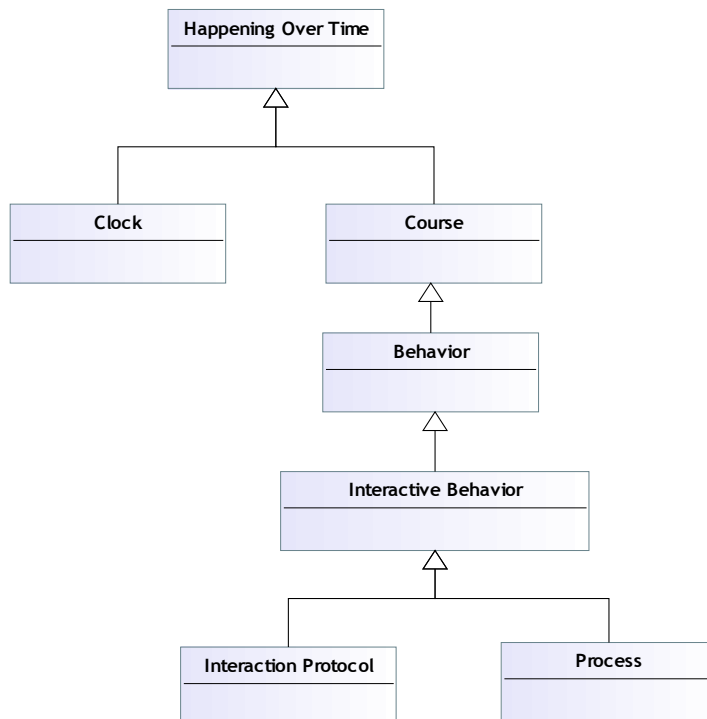 Happening Over Time
Clock
Course
Behavior
Interactive Behavior
Interaction Protocol
Process